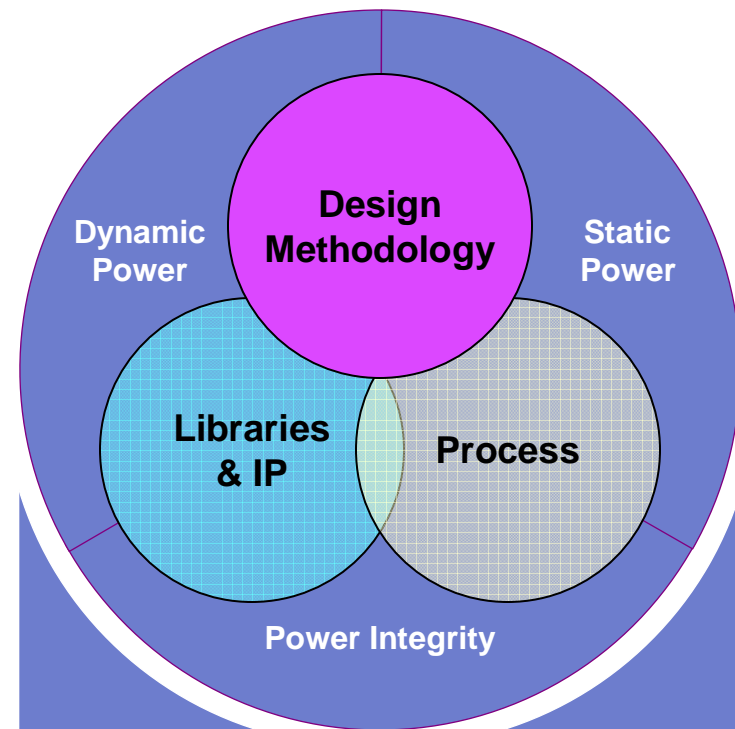 Design
Methodology
Dynamic
Power
Static
Power
Libraries
& IP
Process
Power Integrity